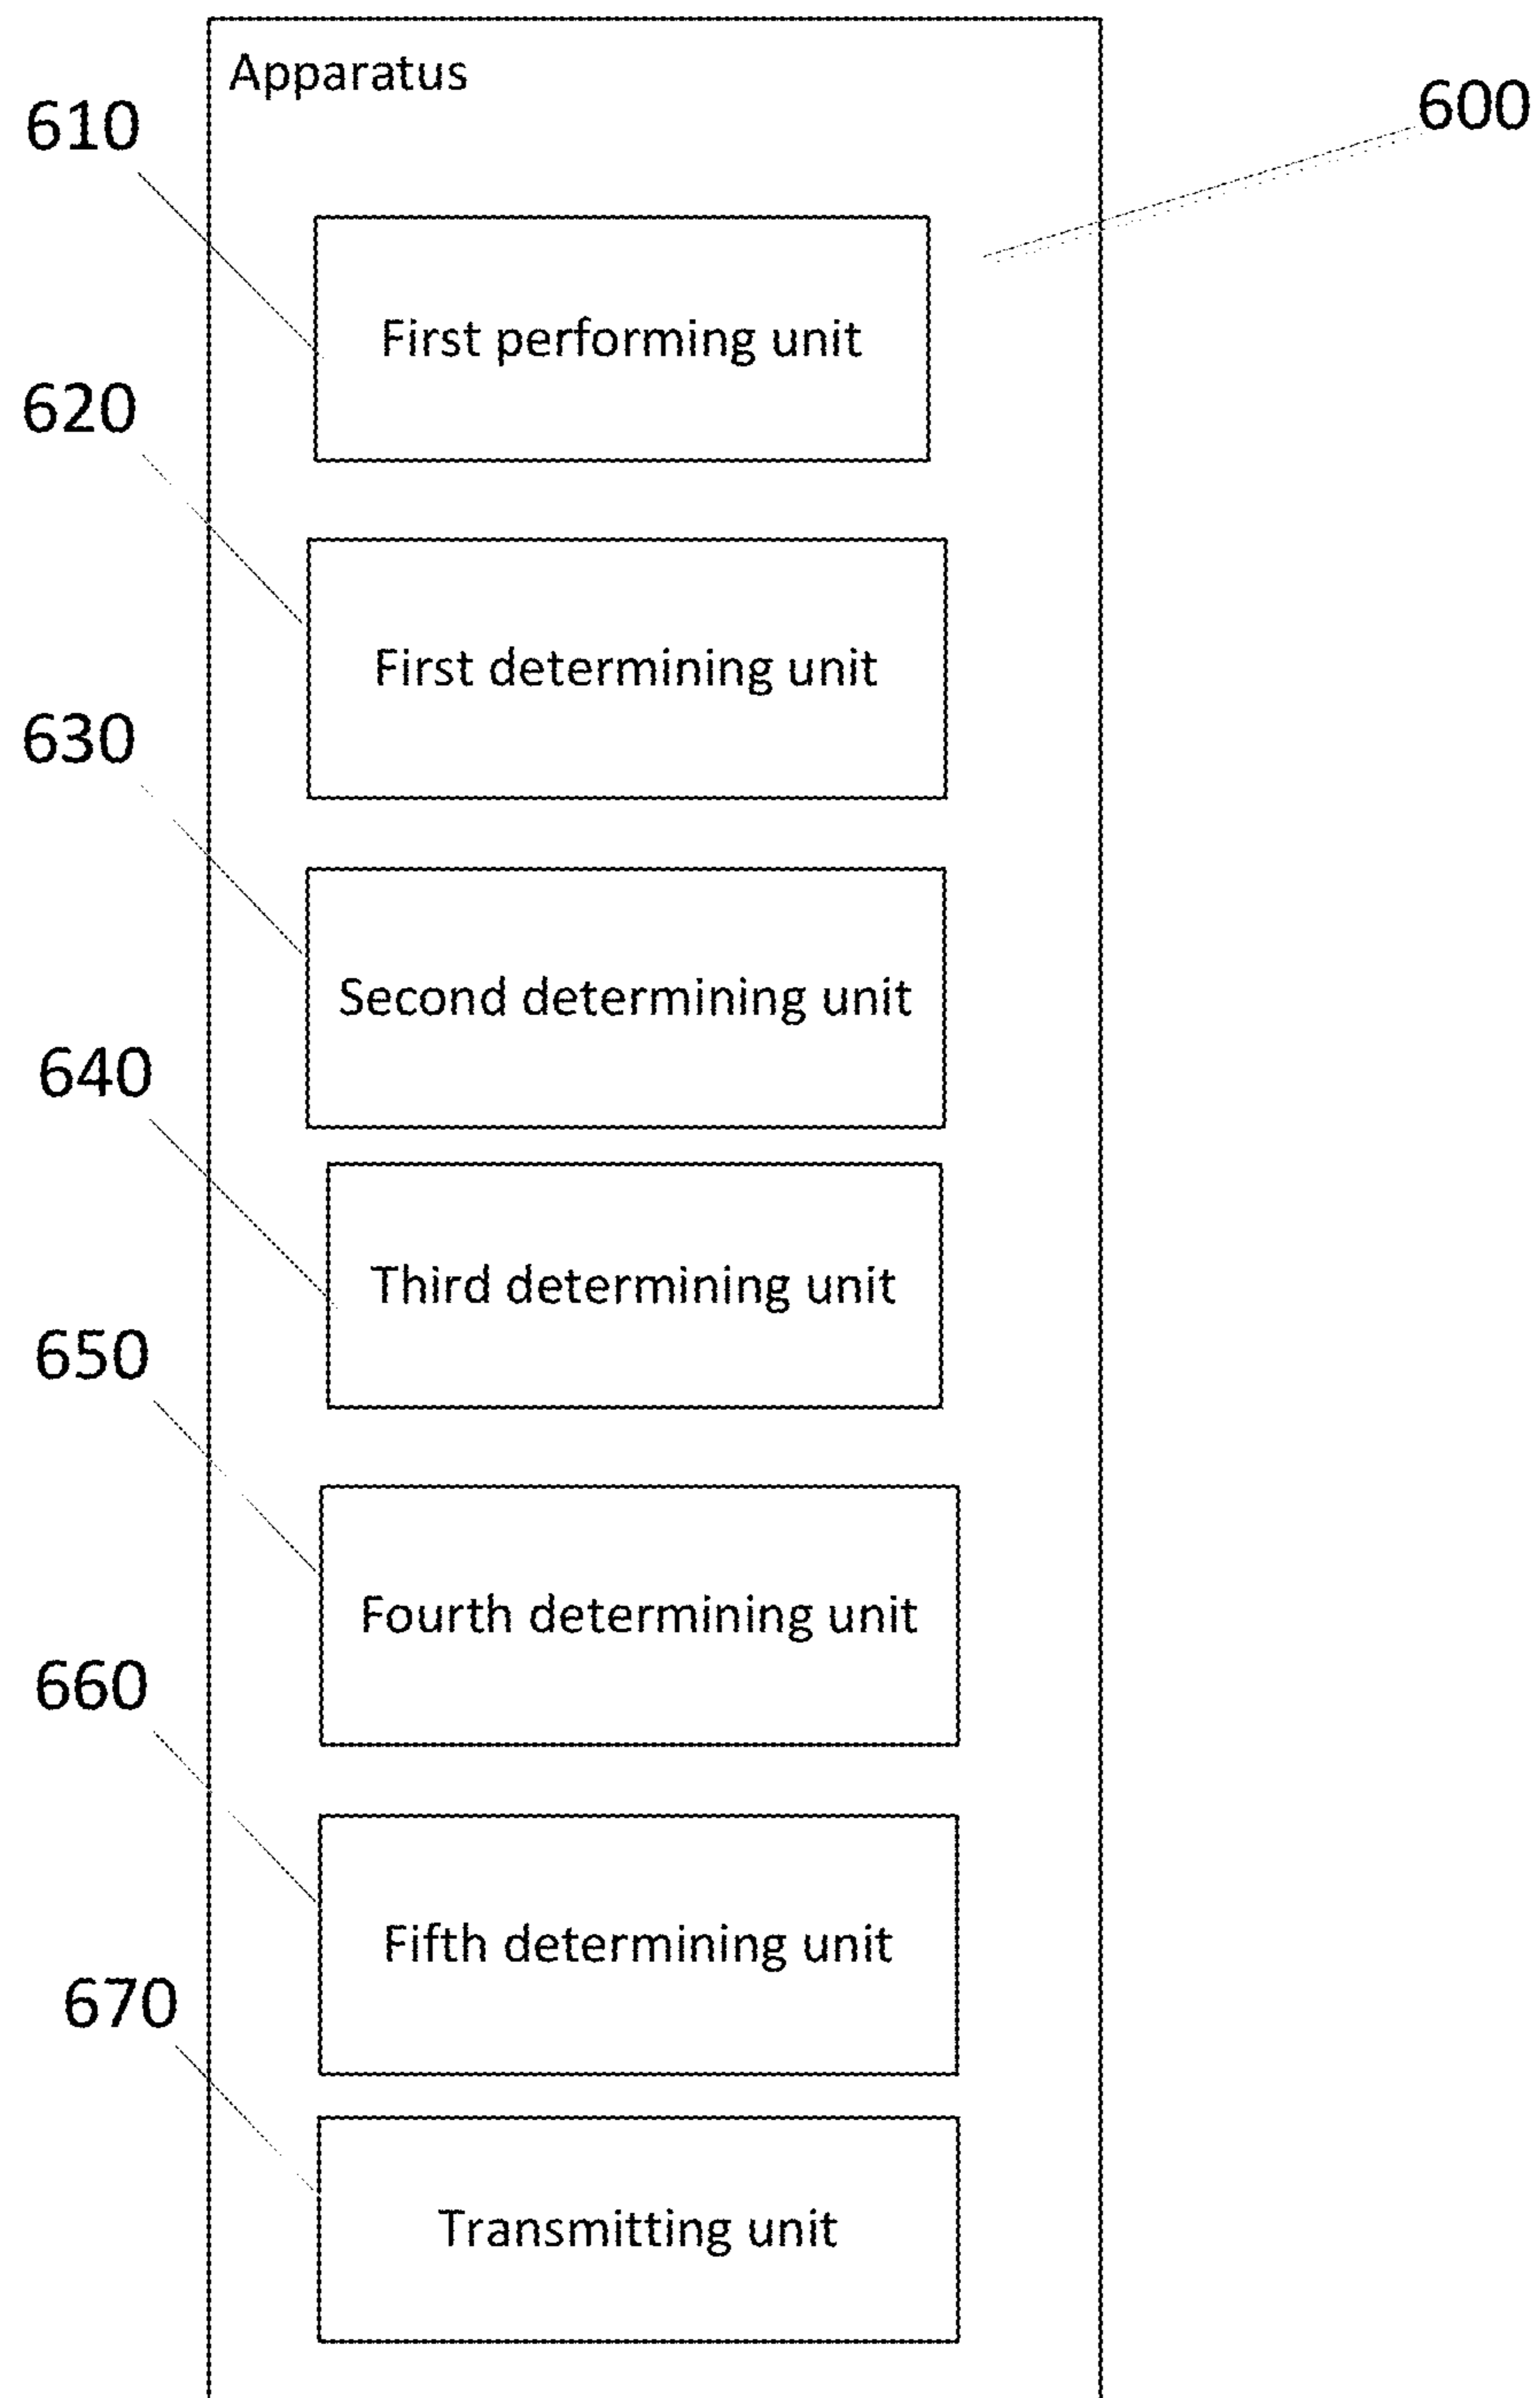 Apparatus
600
610
First performing unit
620
First determining unit
630
Second determining unit
640
Third determining unit
650
Fourth determining unit
660
Fifth determining unit
670
Transmitting unit